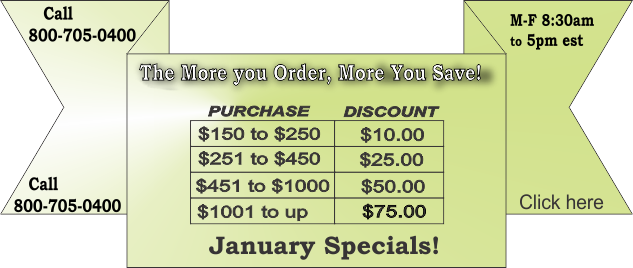 Call
800-705-0400
M-F 8:30am
to 5pm est
The More you Order, More You Save!
PURCHASE DISCOUNT
$150 to $250 $10.00
$251 to $450 $25.00
$451 to $1000 $50.00
$1001 to up $75.00
January Specials!
Call
800-705-0400
Click here